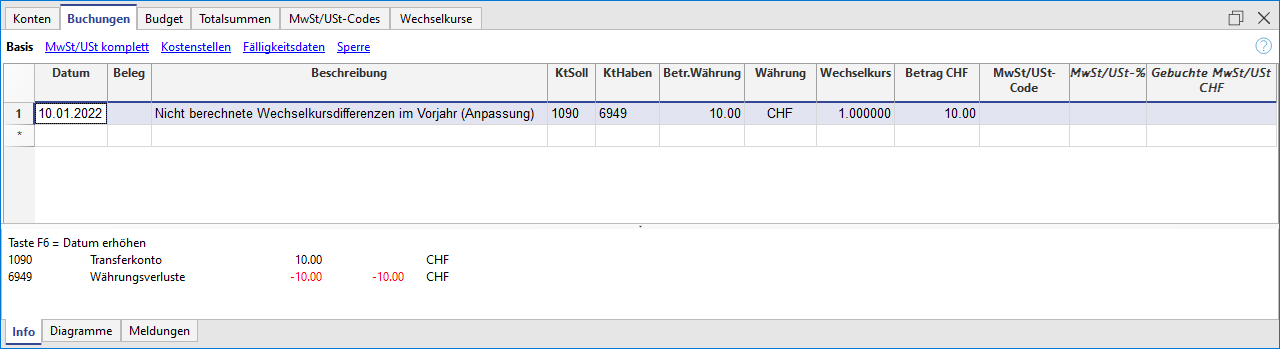 Konten Buchungen Budget Totalsummen MwSt/USt-Codes Wechselkurse
Basis MwSt/USt komplett Kostenstellen Fälligkeitsdaten Sperre ?
Datum Beleg Beschreibung KtSoll KtHaben Betr.Währung Währung Wechselkurs Betrag CHF MwSt/USt-Code MwSt/USt-% Gebuchte MwSt/USt CHF
1 10.01.2022 Nicht berechnete Wechselkursdifferenzen im Vorjahr (Anpassung) 1090 6949 10.00 CHF 1.000000 10.00
*
Taste F6 = Datum erhöhen
1090 Transferkonto 10.00 CHF
6949 Währungsverluste -10.00 -10.00 CHF
Info Diagramme Meldungen